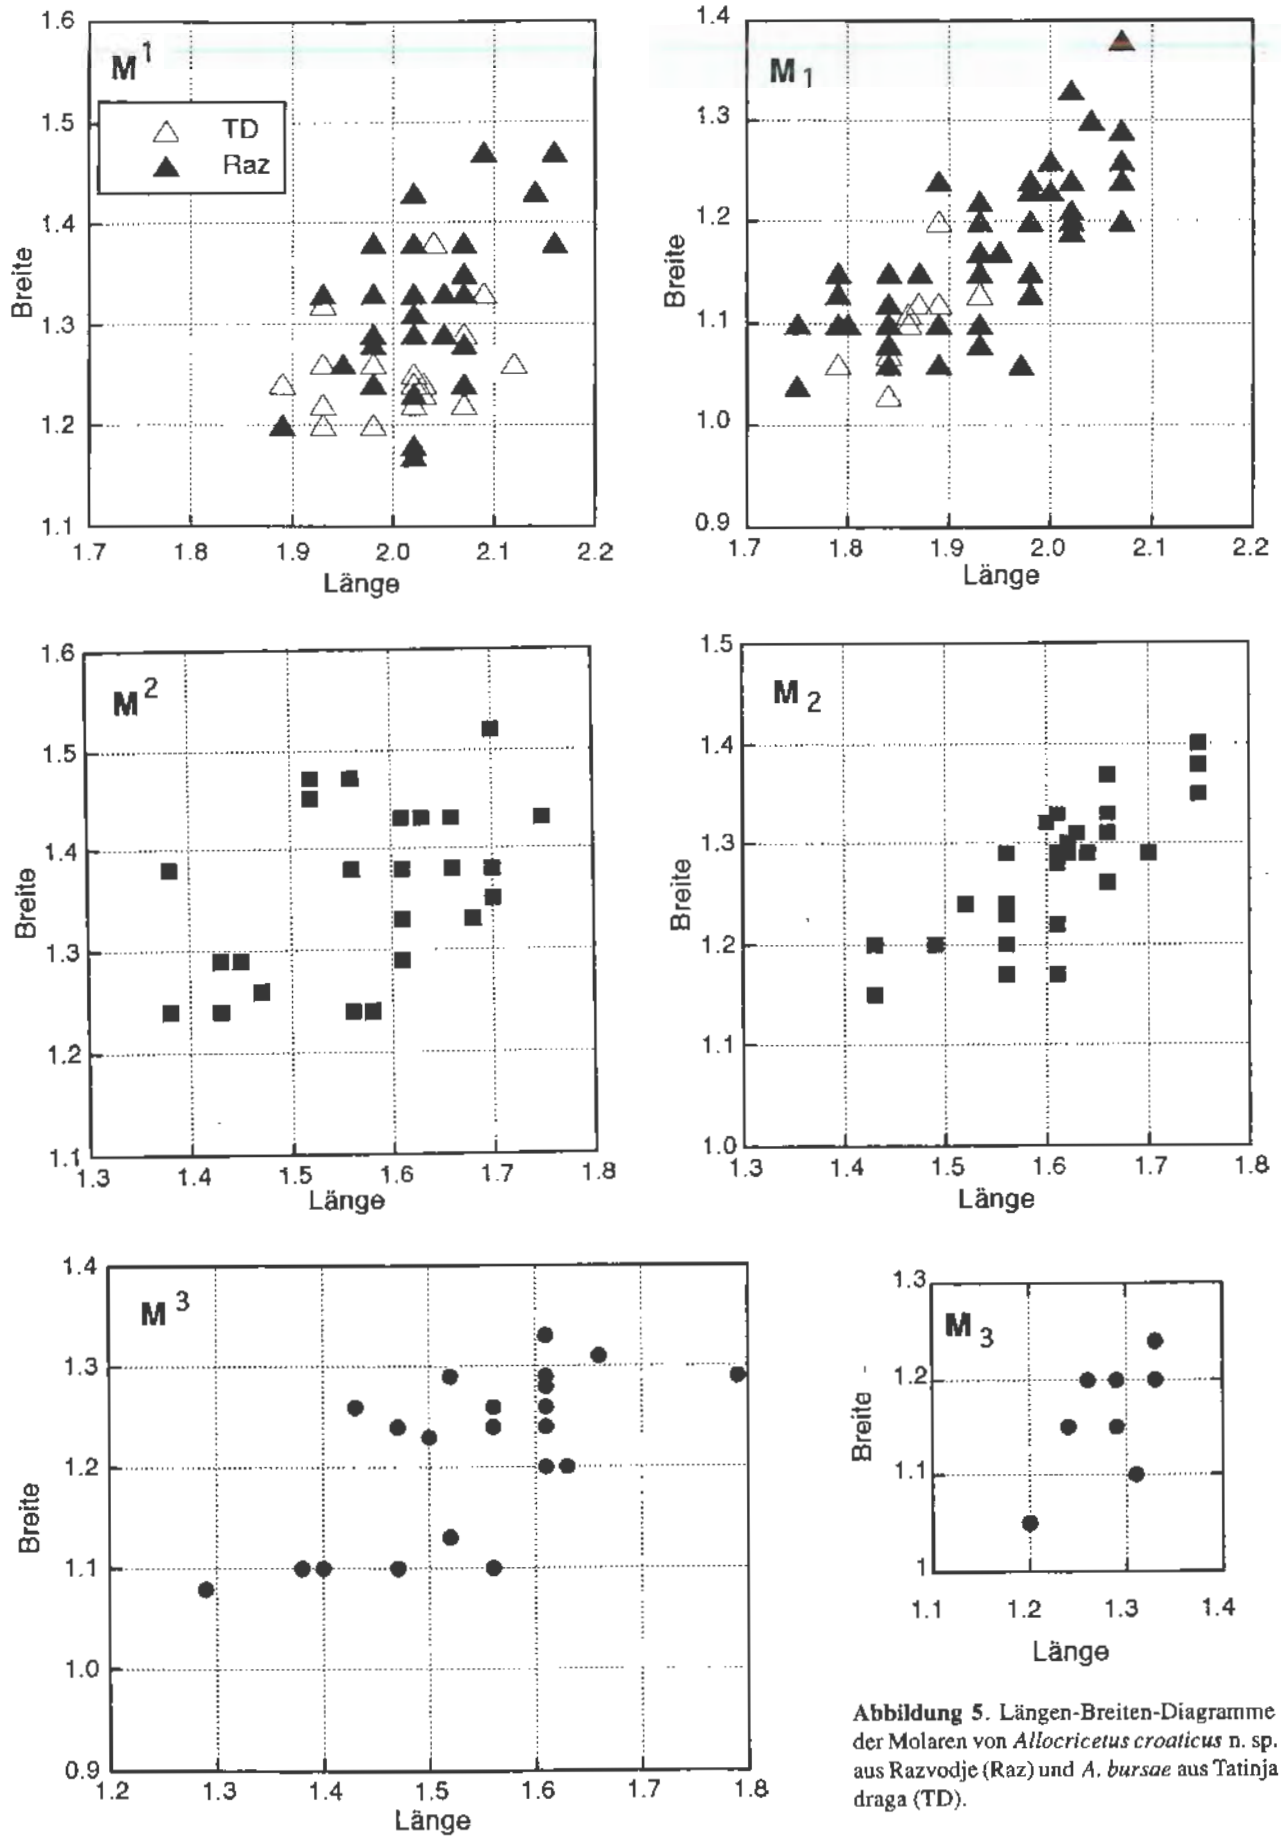 M1
TD
Raz
Breite
1.6
1.5
1.4
1.3
1.2
1.1
1.7 1.8 1.9 2.0 2.1 2.2
Länge
M1
Breite
1.4
1.3
1.2
1.1
1.0
0.9
1.7 1.8 1.9 2.0 2.1 2.2
Länge
M2
Breite
1.6
1.5
1.4
1.3
1.2
1.1
1.3 1.4 1.5 1.6 1.7 1.8
Länge
M2
Breite
1.5
1.4
1.3
1.2
1.1
1.0
1.3 1.4 1.5 1.6 1.7 1.8
Länge
M3
Breite
1.4
1.3
1.2
1.1
1.0
0.9
1.2 1.3 1.4 1.5 1.6 1.7 1.8
Länge
M3
Breite
1.3
1.2
1.1
1
1.1 1.2 1.3 1.4
Länge
Abbildung 5. Längen-Breiten-Diagramme
der Molaren von Allocricetus croaticus n. sp.
aus Razvodje (Raz) und A. bursae aus Tatinja
draga (TD).